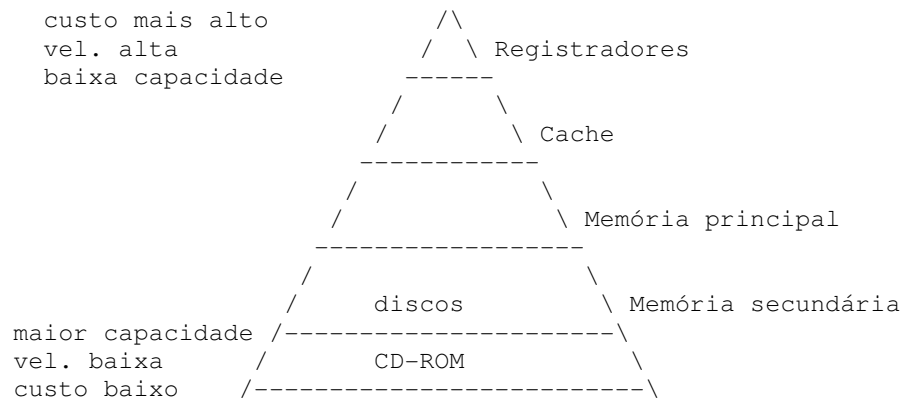 custo mais alto
vel. alta
Registradores
baixa capacidade
Cache
Memória principal
discos
Memória secundária
maior capacidade
vel. baixa
CD-ROM
custo baixo